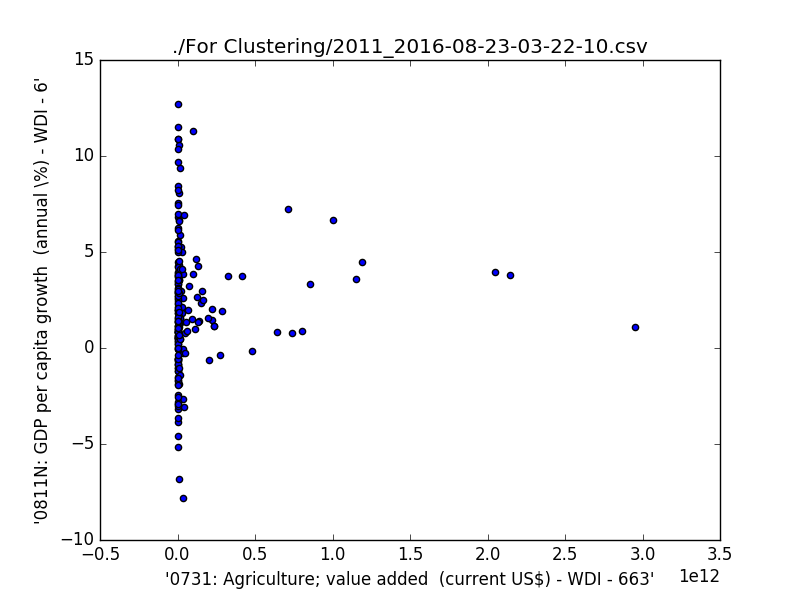 ./For Clustering/2011_2016-08-23-03-22-10.csv
15
10
5
0
−5
−10
'0811N: GDP per capita growth  (annual \%) - WDI - 6'
−0.5 0.0 0.5 1.0 1.5 2.0 2.5 3.0 3.5
1e12
'0731: Agriculture; value added  (current US$) - WDI - 663'